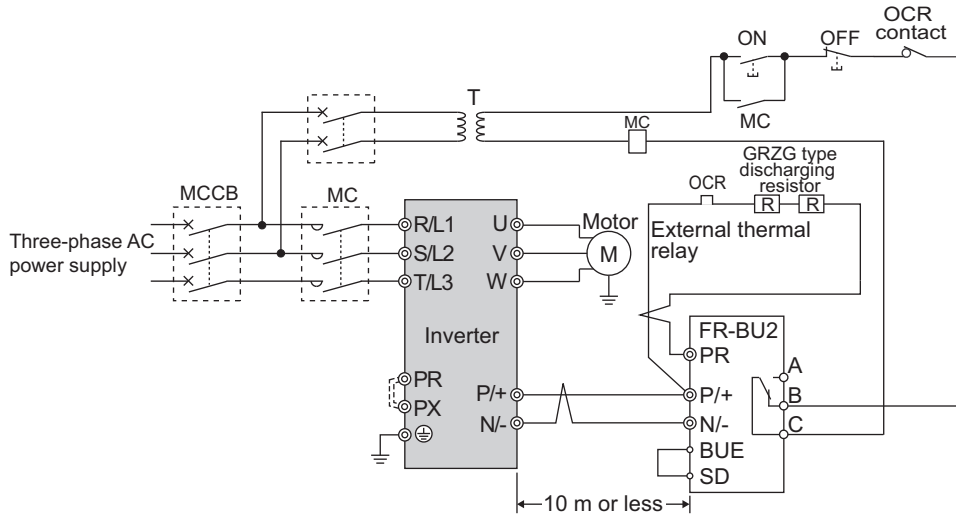 OCR
contact
ON
OFF
T
MC
MC
GRZG type
discharging
resistor
OCR
R
R
MCCB
MC
External thermal
relay
Three-phase AC
power supply
R/L1
S/L2
T/L3
U
V
W
Motor
M
Inverter
FR-BU2
PR
PR
PX
P/+
N/-
P/+
N/-
BUE
SD
A
B
C
10 m or less